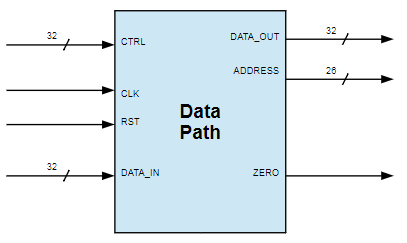 32
CTRL
DATA_OUT
32
ADDRESS
26
CLK
RST
Data
Path
32
DATA_IN
ZERO